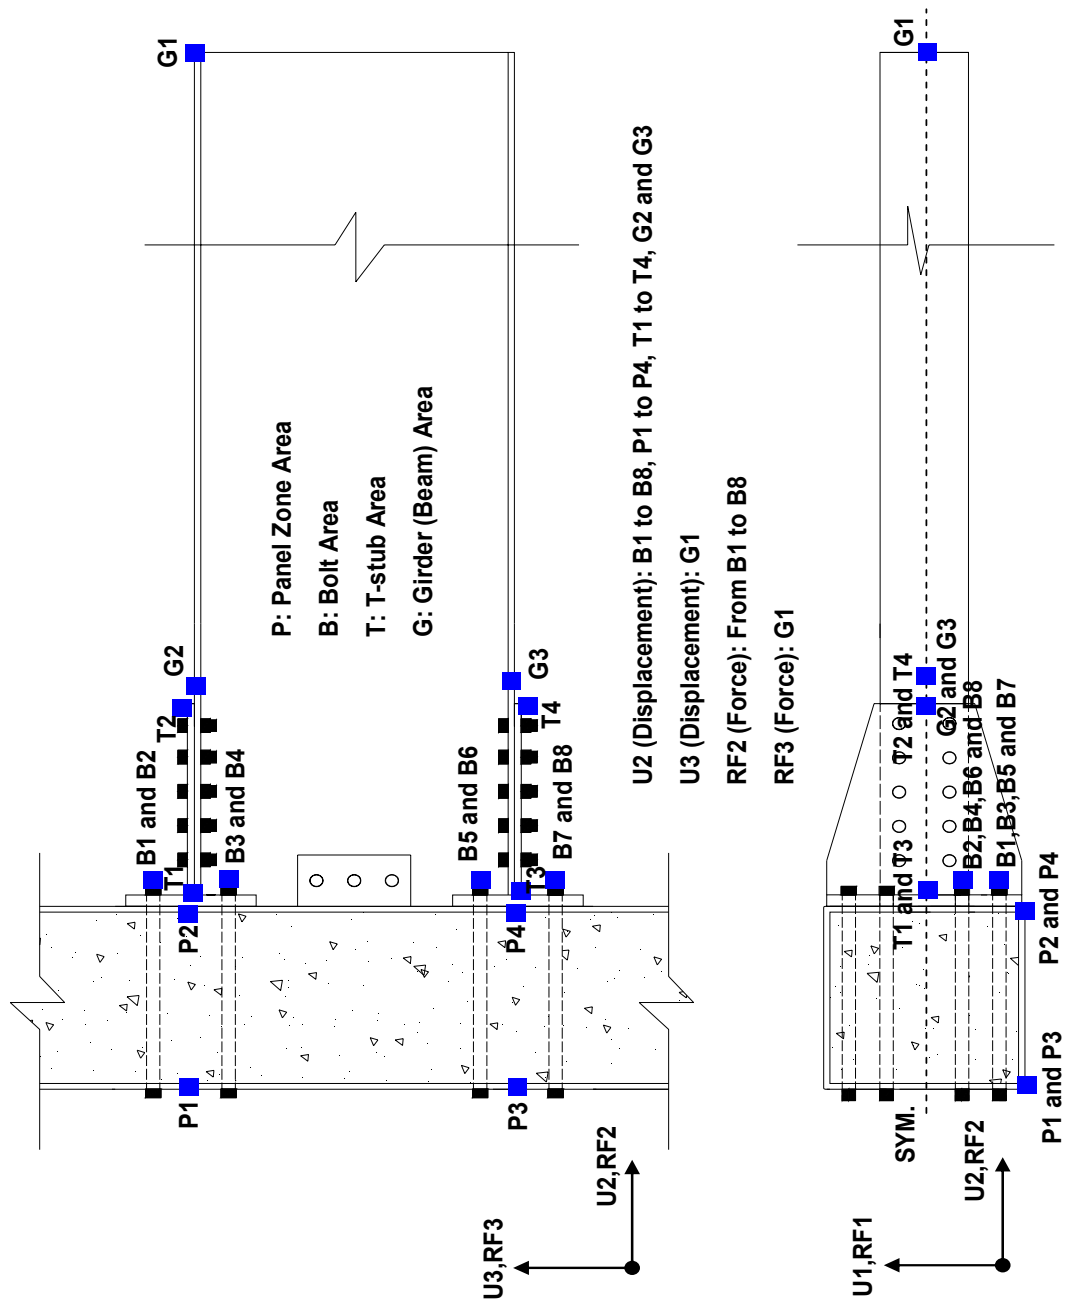 G1
G2
T2
B1 and B2
T1
B3 and B4
P2
P1
P: Panel Zone Area
B: Bolt Area
T: T-stub Area
G: Girder (Beam) Area
G3
T4
B5 and B6
B7 and B8
T3
P4
P3
U3,RF3
U2,RF2
U2 (Displacement): B1 to B8, P1 to P4, T1 to T4, G2 and G3
U3 (Displacement): G1
RF2 (Force): From B1 to B8
RF3 (Force): G1
G1
T2 and T4
G2 and G3
T1 and T3
B2,B4,B6 and B8
B1,B3,B5 and B7
P2 and P4
P1 and P3
SYM.
U1,RF1
U2,RF2